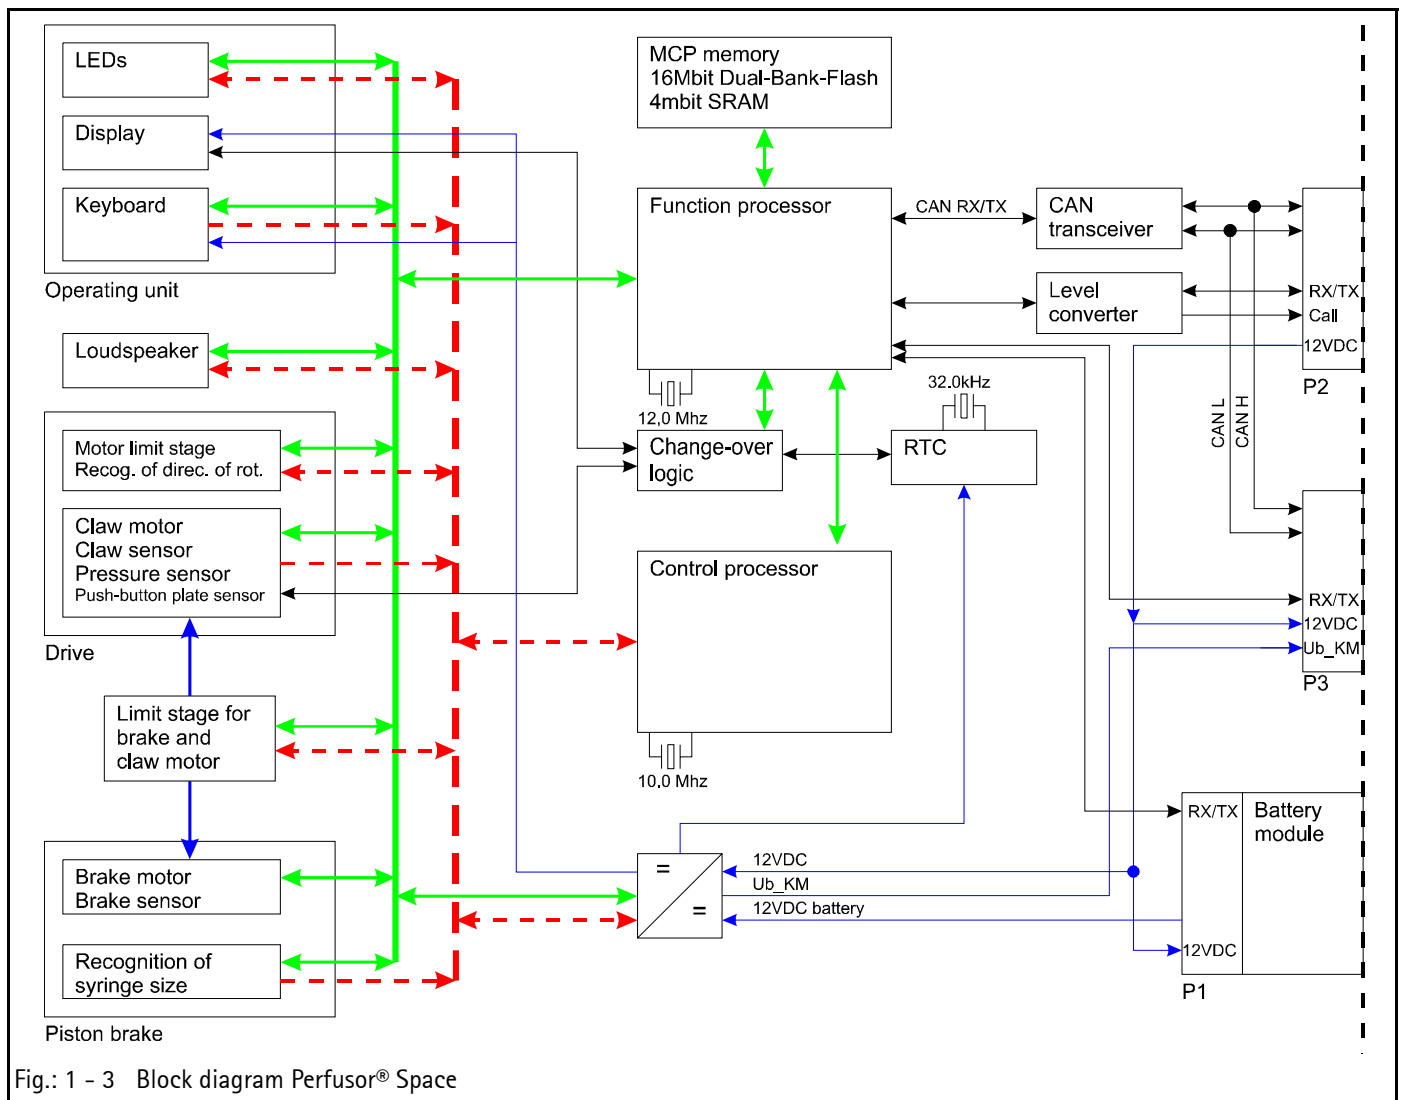 LEDs
Display
Keyboard
Operating unit
Loudspeaker
Motor limit stage
Recog. of direc. of rot.
Claw motor
Claw sensor
Pressure sensor
Push-button plate sensor
Drive
Limit stage for
brake and
claw motor
Brake motor
Brake sensor
Recognition of
syringe size
Piston brake
MCP memory
16Mbit Dual-Bank-Flash
4mbit SRAM
Function processor
12,0 Mhz
Change-over
logic
32.0kHz
RTC
Control processor
10,0 Mhz
=
=
12VDC
Ub_KM
12VDC battery
CAN RX/TX
CAN
transceiver
Level
converter
RX/TX
Call
12VDC
P2
CAN L
CAN H
RX/TX
12VDC
Ub_KM
P3
RX/TX
Battery
module
12VDC
P1
Fig.: 1 - 3 Block diagram Perfusor® Space